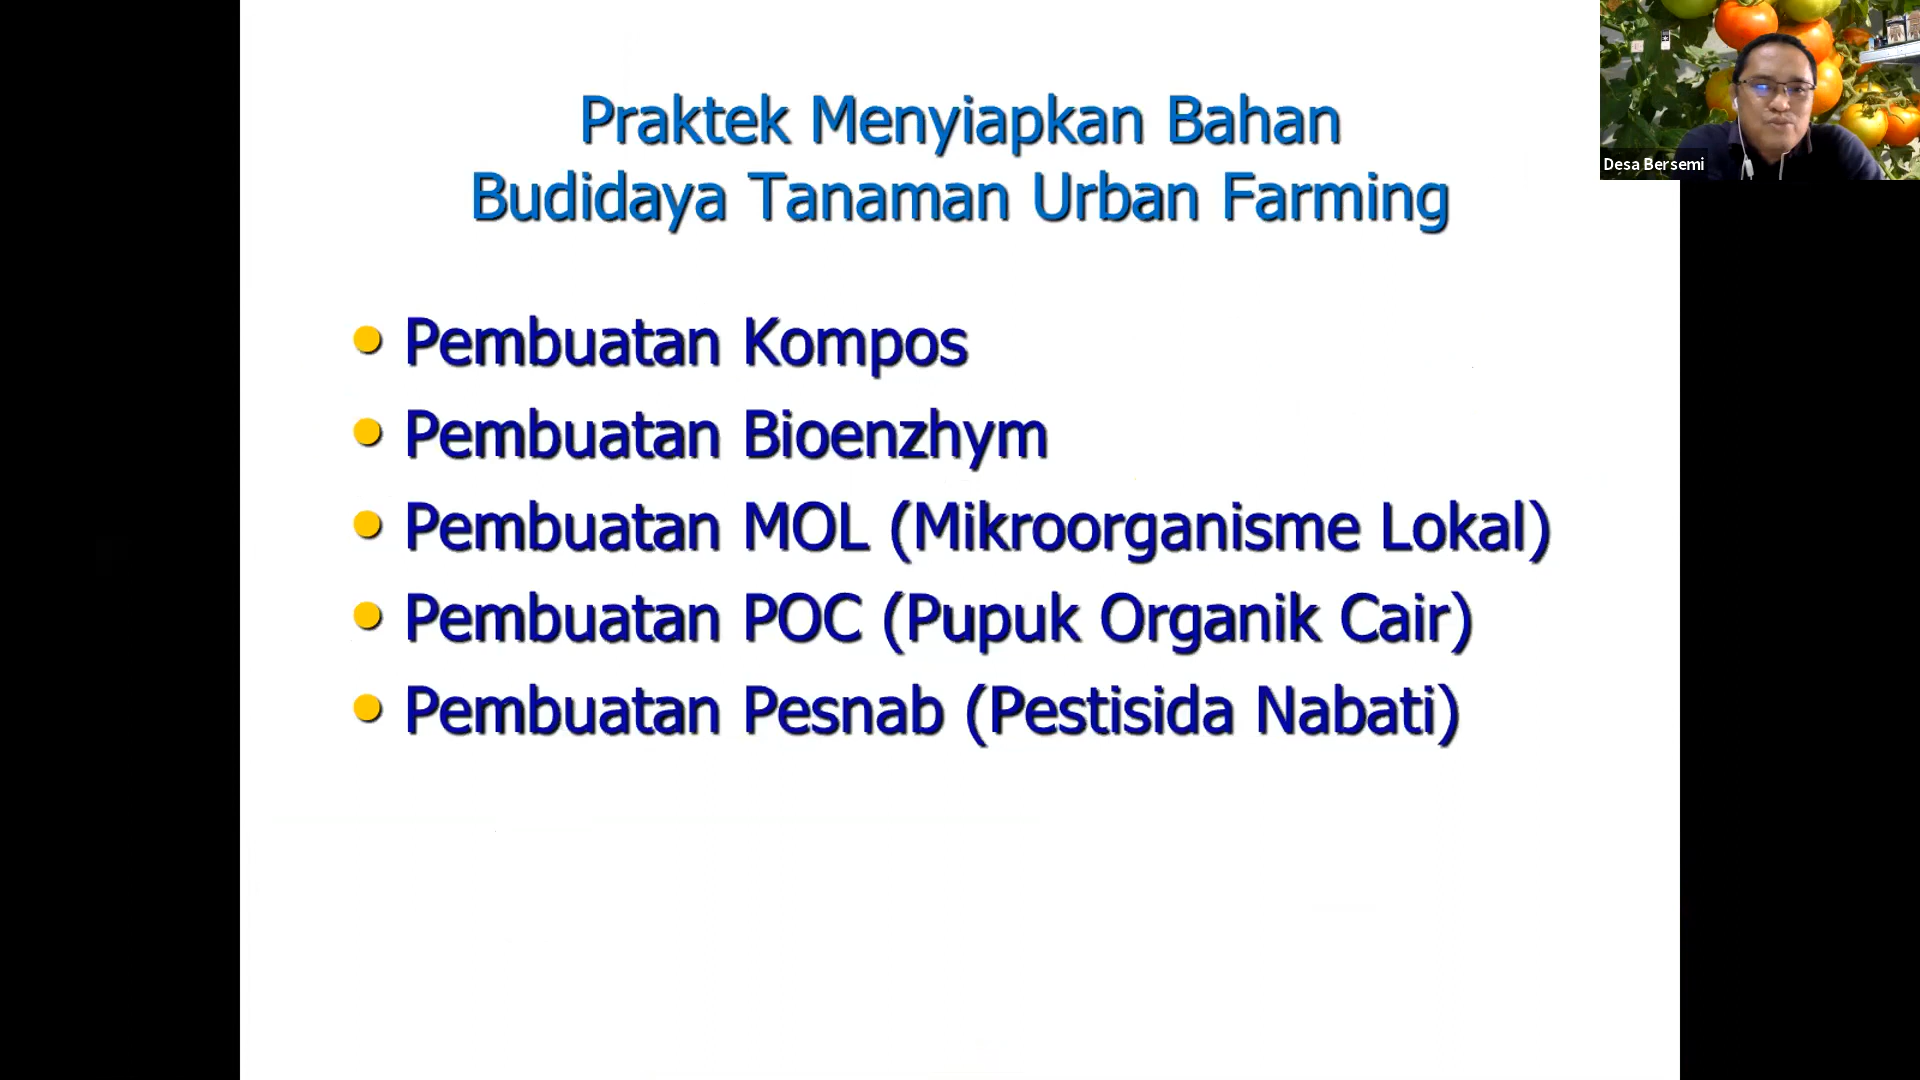 Praktek Menyiapkan Bahan
Budidaya Tanaman Urban Farming
• Pembuatan Kompos
• Pembuatan Bioenzhym
• Pembuatan MOL (Mikroorganisme Lokal)
• Pembuatan POC (Pupuk Organik Cair)
• Pembuatan Pesnab (Pestisida Nabati)
Desa Bersemi